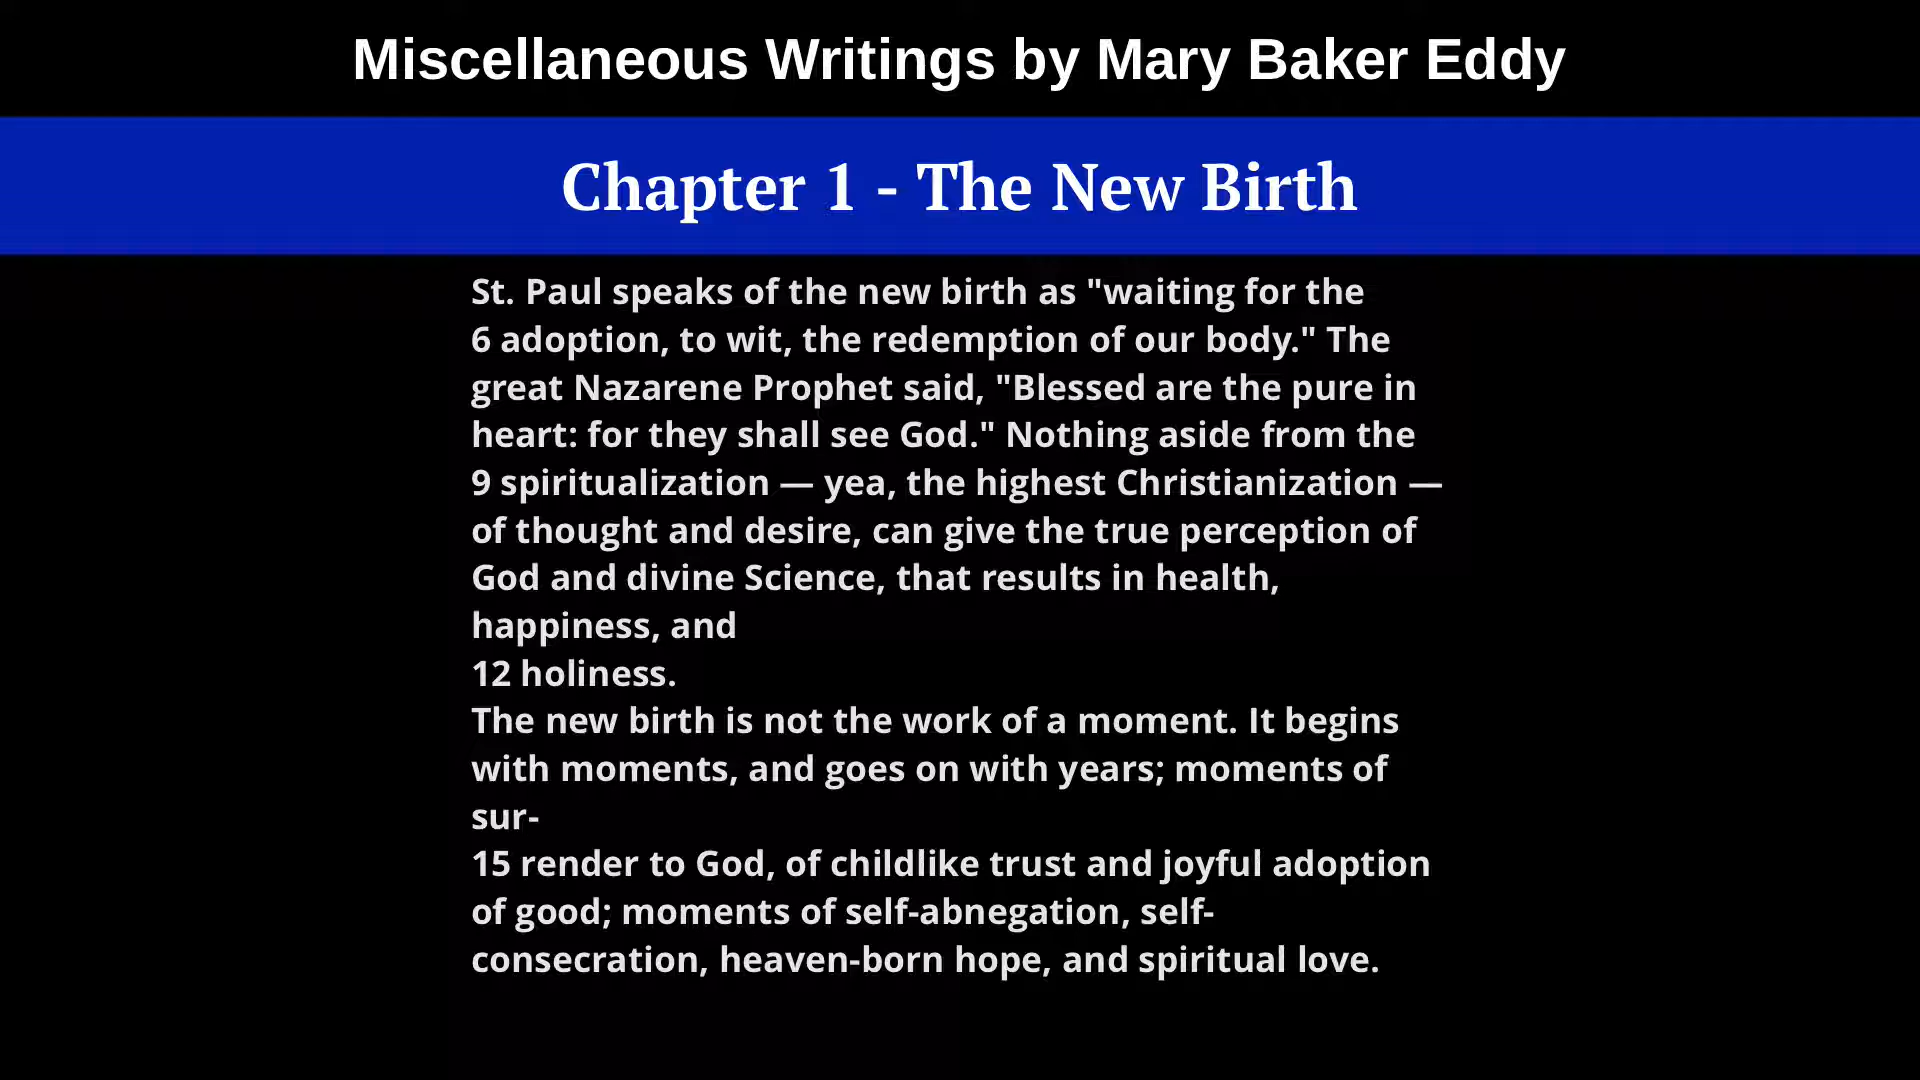 Miscellaneous Writings by Mary Baker Eddy
Chapter 1 - The New Birth
St. Paul speaks of the new birth as "waiting for the
6 adoption, to wit, the redemption of our body." The
great Nazarene Prophet said, "Blessed are the pure in
heart: for they shall see God." Nothing aside from the
9 spiritualization — yea, the highest Christianization —
of thought and desire, can give the true perception of
God and divine Science, that results in health,
happiness, and
12 holiness.
The new birth is not the work of a moment. It begins
with moments, and goes on with years; moments of
sur-
15 render to God, of childlike trust and joyful adoption
of good; moments of self-abnegation, self-
consecration, heaven-born hope, and spiritual love.